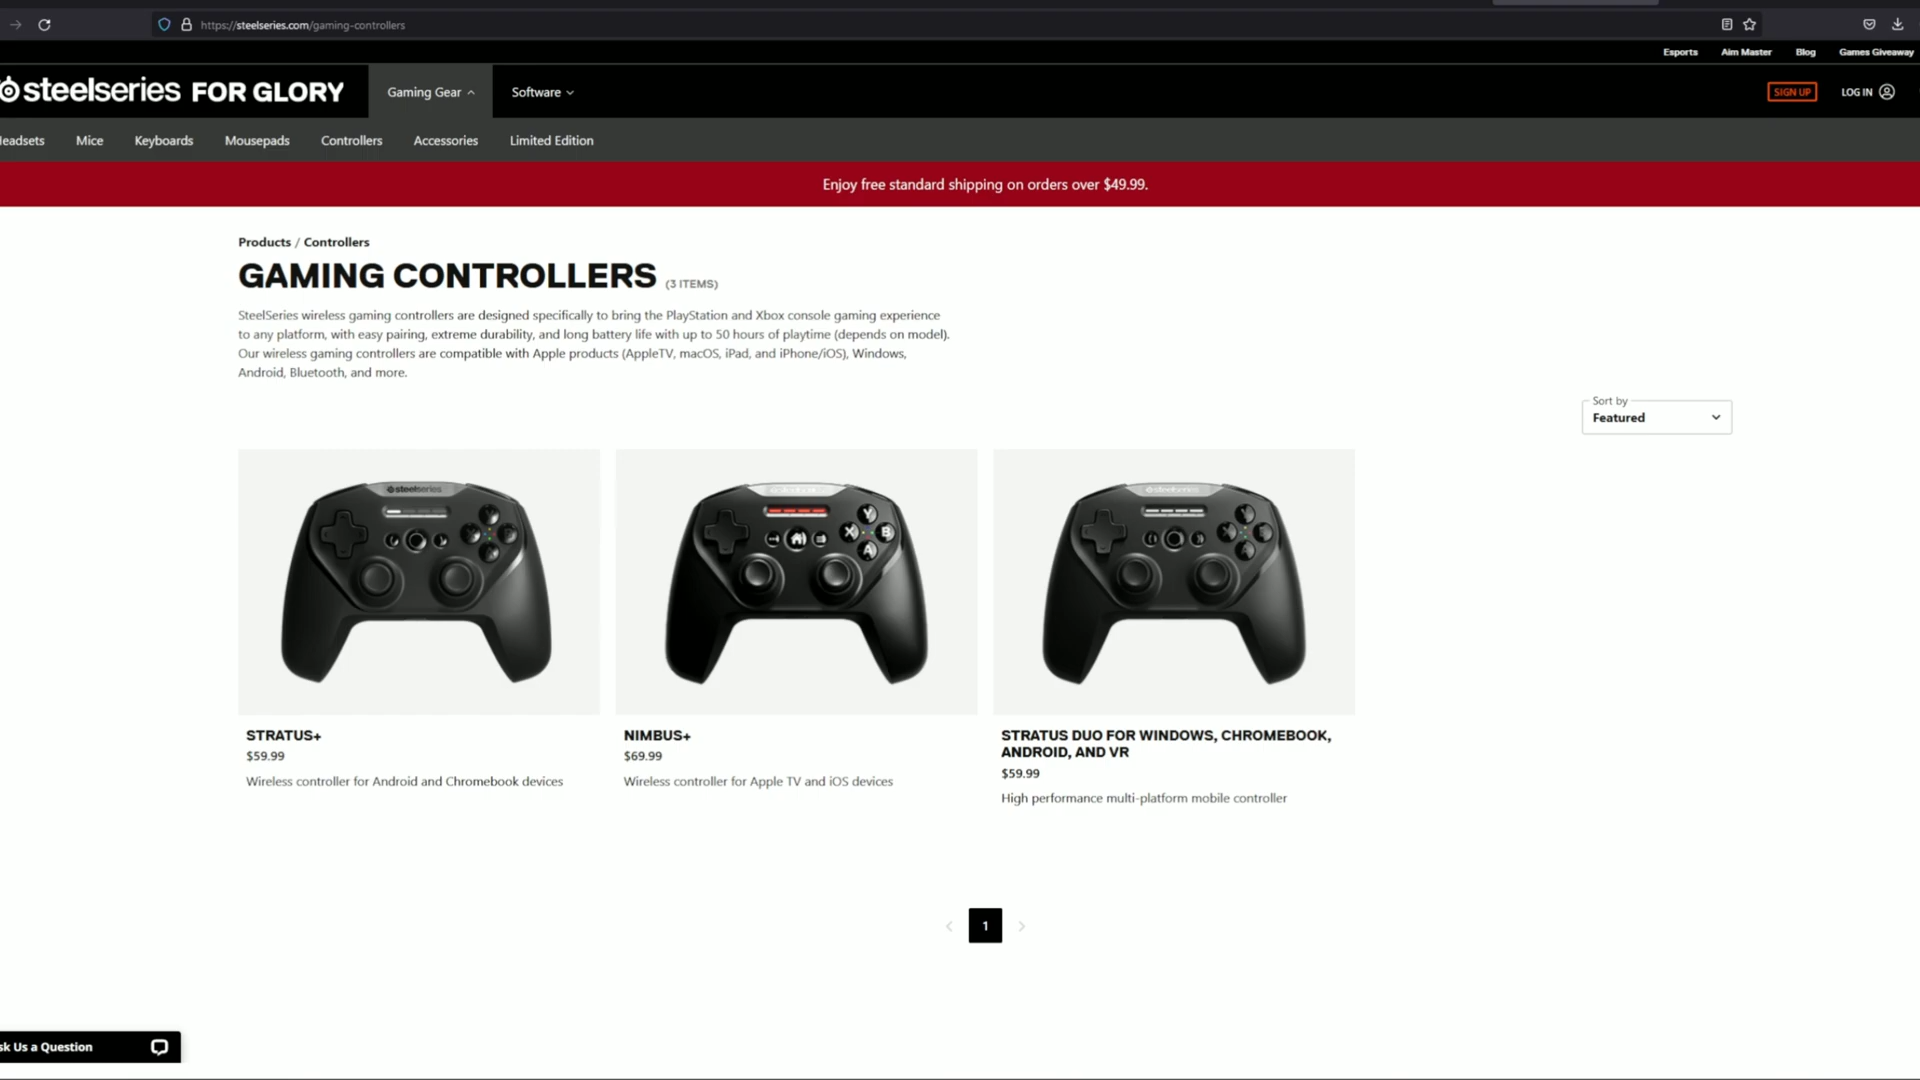 https://steelseries.com/gaming-controllers
Esports Aim Master Blog Games Giveaway
steelseries FOR GLORY Gaming Gear Software SIGN UP LOG IN
eadsets Mice Keyboards Mousepads Controllers Accessories Limited Edition
Enjoy free standard shipping on orders over $49.99.
Products / Controllers
GAMING CONTROLLERS (3 ITEMS)
SteelSeries wireless gaming controllers are designed specifically to bring the PlayStation and Xbox console gaming experience
to any platform, with easy pairing, extreme durability, and long battery life with up to 50 hours of playtime (depends on model).
Our wireless gaming controllers are compatible with Apple products (AppleTV, macOS, iPad, and iPhone/iOS), Windows,
Android, Bluetooth, and more.
Sort by
Featured
steelseries
steelseries
Y
X B
A
STRATUS+
$59.99
Wireless controller for Android and Chromebook devices
NIMBUS+
$69.99
Wireless controller for Apple TV and iOS devices
STRATUS DUO FOR WINDOWS, CHROMEBOOK,
ANDROID, AND VR
$59.99
High performance multi-platform mobile controller
1
sk Us a Question